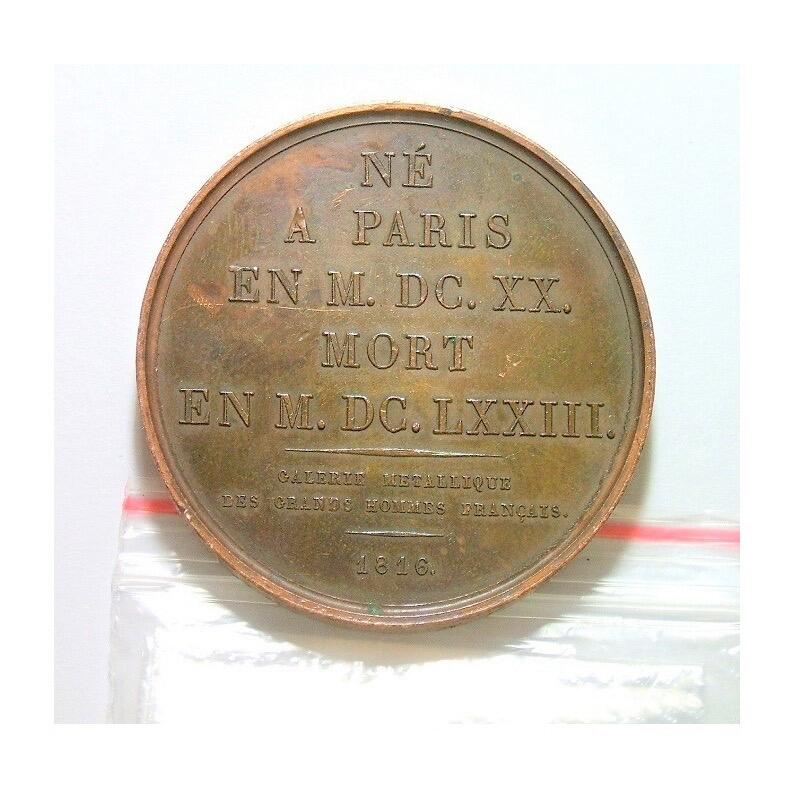 NÉ
A PARIS
EN M. DC. XX.
MORT
EN M. DC. LXXIII.
GALERIE METALLIQUE
DES GRANDS HOMMES FRANÇAIS.
1816.